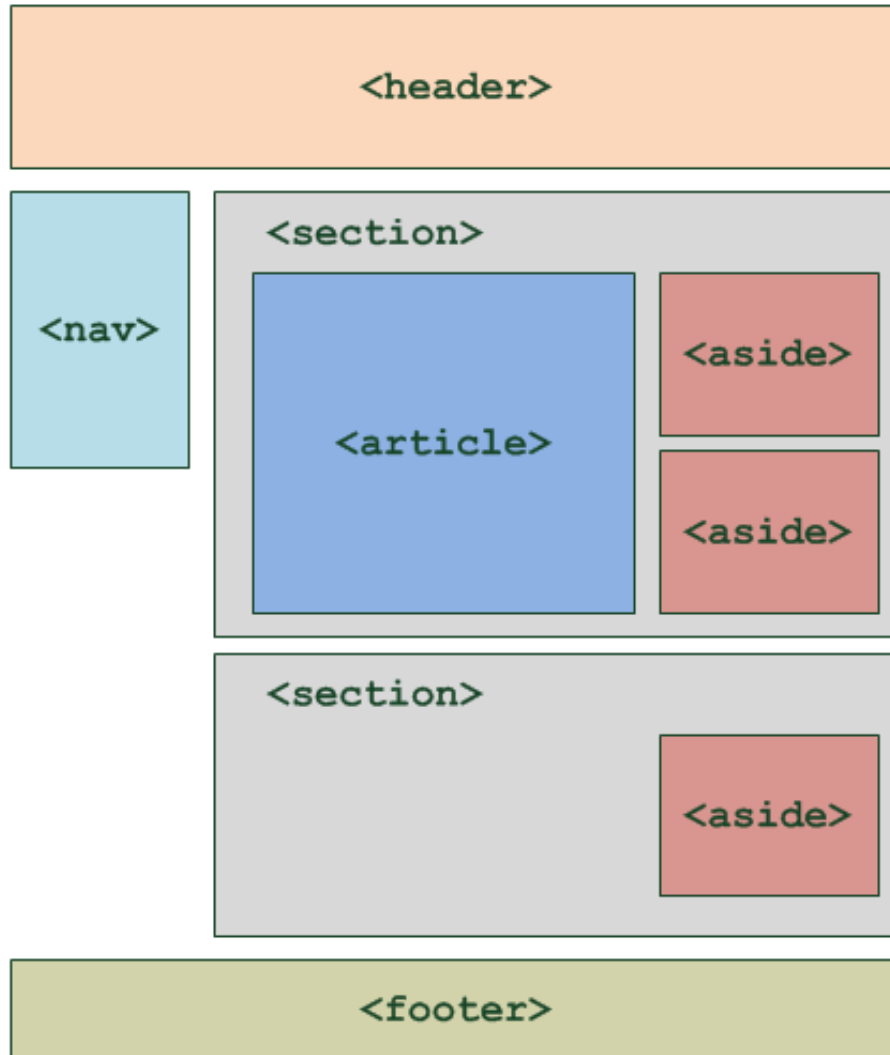 <header>
<nav>
<section>
<article>
<aside>
<aside>
<section>
<aside>
<footer>